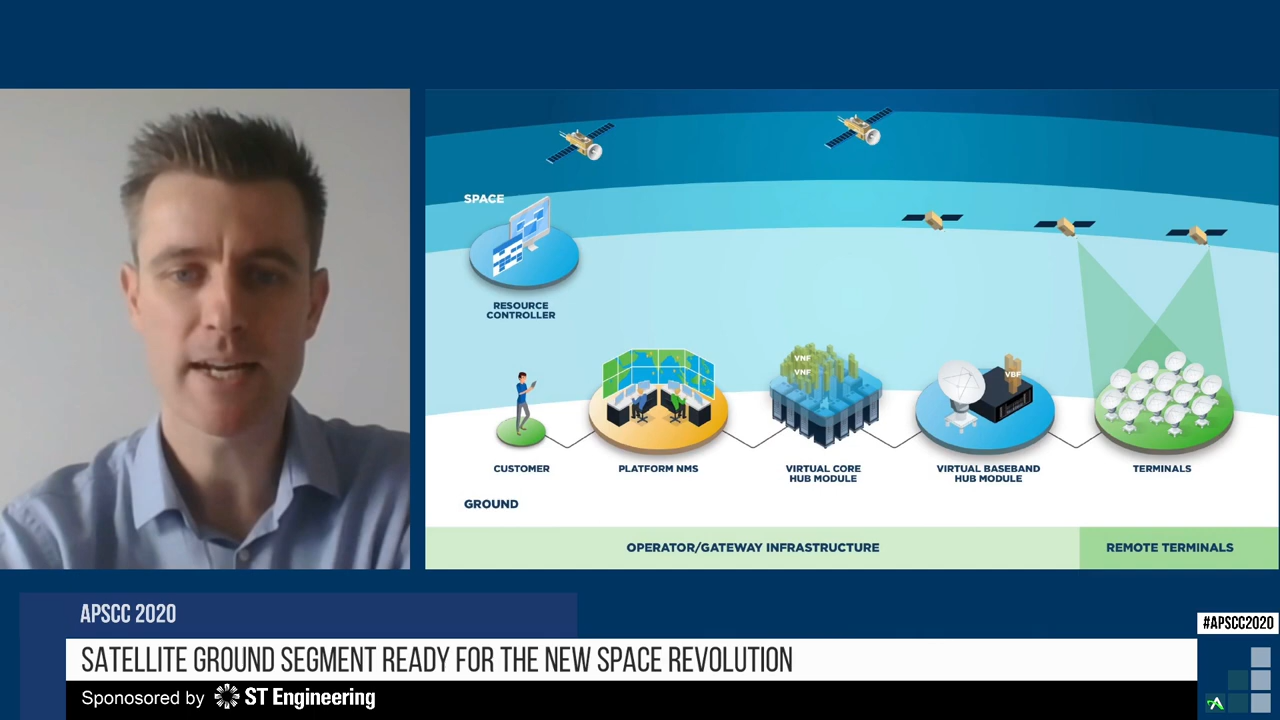 SPACE
RESOURCE
CONTROLLER
VNF
VNF
VBF
CUSTOMER
PLATFORM NMS
VIRTUAL CORE
HUB MODULE
VIRTUAL BASEBAND
HUB MODULE
TERMINALS
GROUND
OPERATOR/GATEWAY INFRASTRUCTURE
REMOTE TERMINALS
APSCC 2020
#APSCC2020
SATELLITE GROUND SEGMENT READY FOR THE NEW SPACE REVOLUTION
Sponosored by ST Engineering